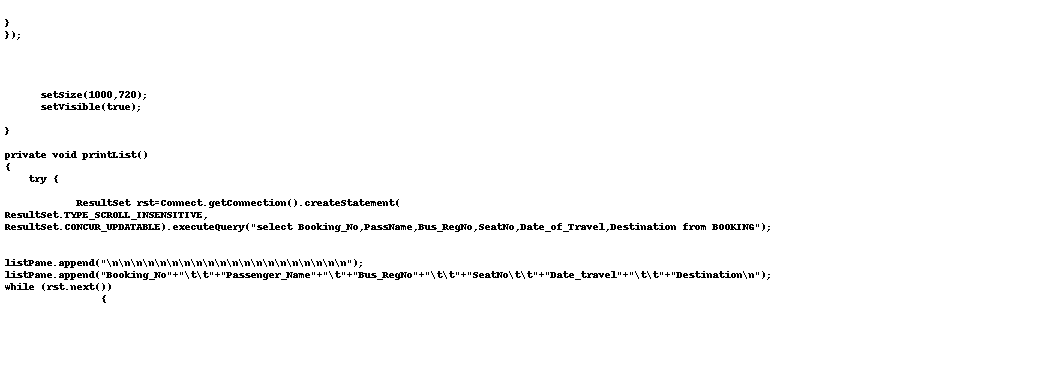 }
});
setSize(1000,720);
setVisible(true);
}
private void printList()
{
try {
ResultSet rst=Connect.getConnection().createStatement(
ResultSet.TYPE_SCROLL_INSENSITIVE,
ResultSet.CONCUR_UPDATABLE).executeQuery("select Booking_No,PassName,Bus_RegNo,SeatNo,Date_of_Travel,Destination from BOOKING");
listPane.append("\n\n\n\n\n\n\n\n\n\n\n\n\n\n\n\n\n\n\n\n");
listPane.append("Booking_No"+"\t\t"+"Passenger_Name"+"\t"+"Bus_RegNo"+"\t\t"+"SeatNo\t\t"+"Date_travel"+"\t\t"+"Destination\n");
while (rst.next())
{